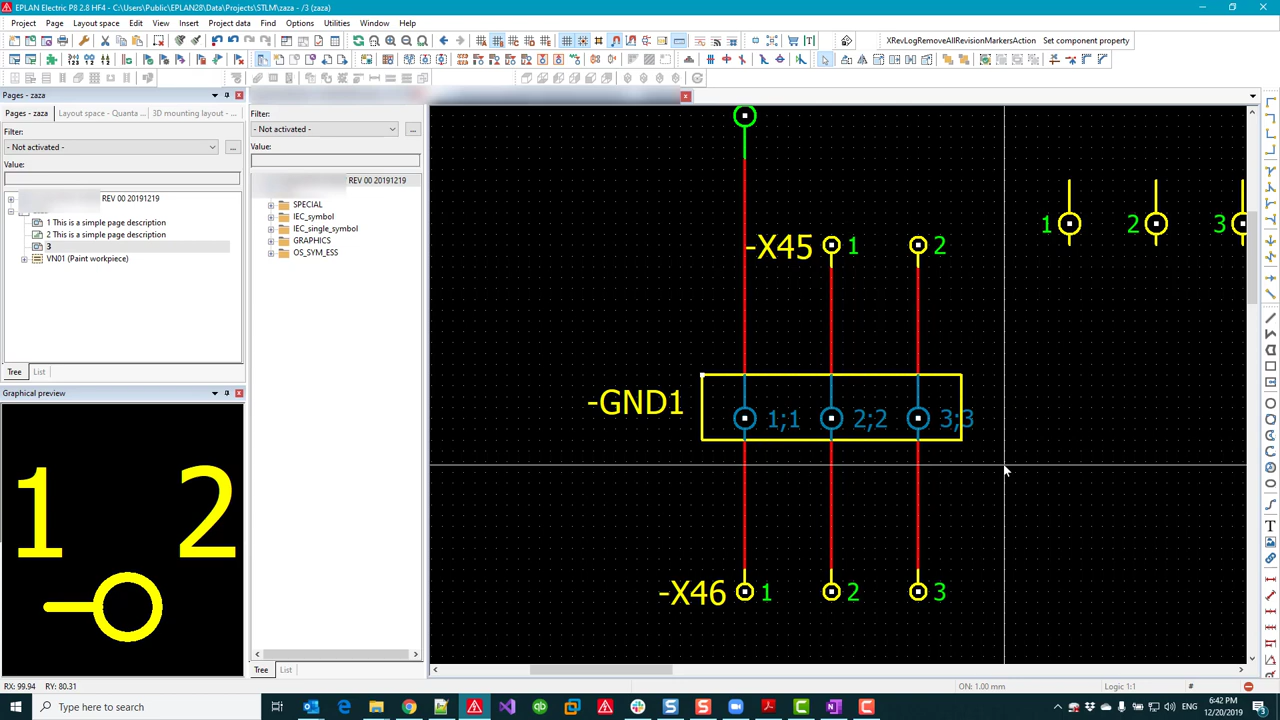 EPLAN Electric P8 2.8 HF4 - C:\Users\Public\EPLAN28\Data\Projects\STLM\zaza - /3 (zaza)
Project Page Layout space Edit View Insert Project data Find Options Utilities Window Help
XRevLogRemoveAllRevisionMarkersAction Set component property
Pages - zaza
Pages - zaza Layout space - Quanta ... 3D mounting layout - ...
Filter:
- Not activated -
...
Value:
REV 00 20191219
1 This is a simple page description
2 This is a simple page description
3
VN01 (Paint workpiece)
Tree List
Graphical preview
1 2
Filter:
- Not activated -
...
Value:
REV 00 20191219
SPECIAL
IEC_symbol
IEC_single_symbol
GRAPHICS
OS_SYM_ESS
Tree List
1 2 3
-X45 1 2
-GND1 1;1 2;2 3;3
-X46 1 2 3
RX: 99.94 RY: 80.31 ON: 1.00 mm Logic 1:1 #
Type here to search
6:42 PM
12/20/2019